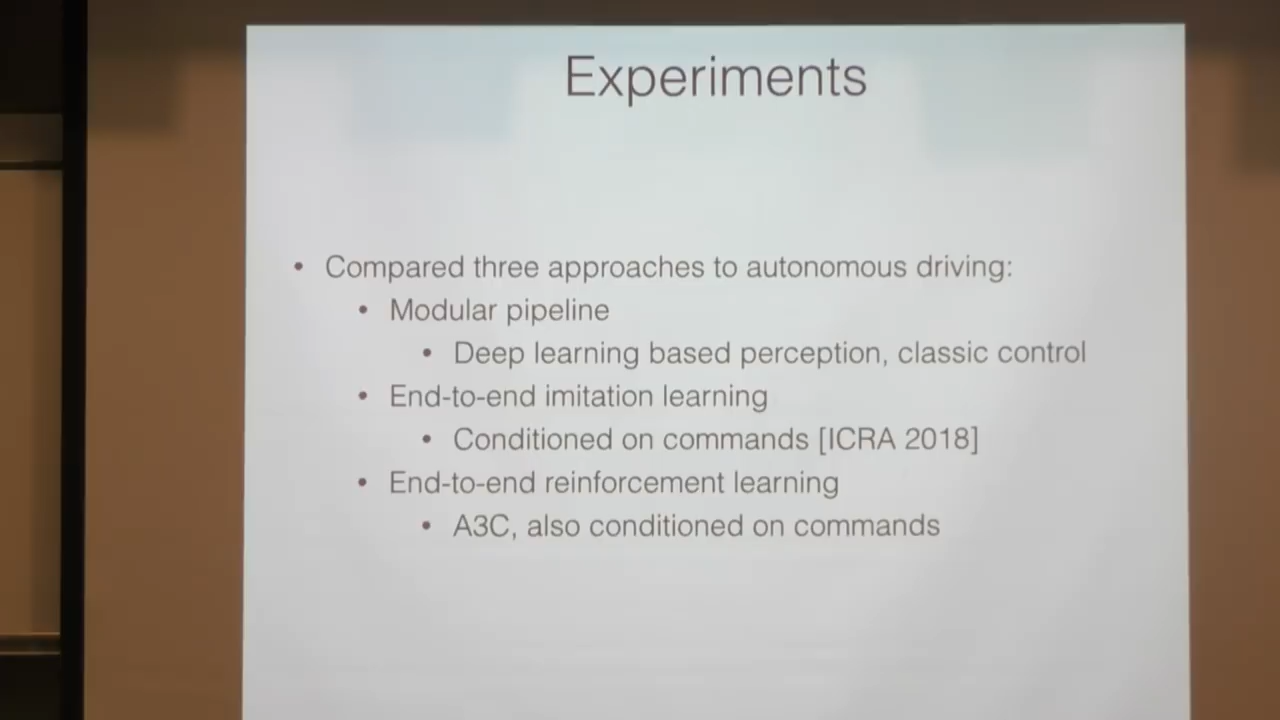 Experiments
• Compared three approaches to autonomous driving:
• Modular pipeline
• Deep learning based perception, classic control
• End-to-end imitation learning
• Conditioned on commands [ICRA 2018]
• End-to-end reinforcement learning
• A3C, also conditioned on commands